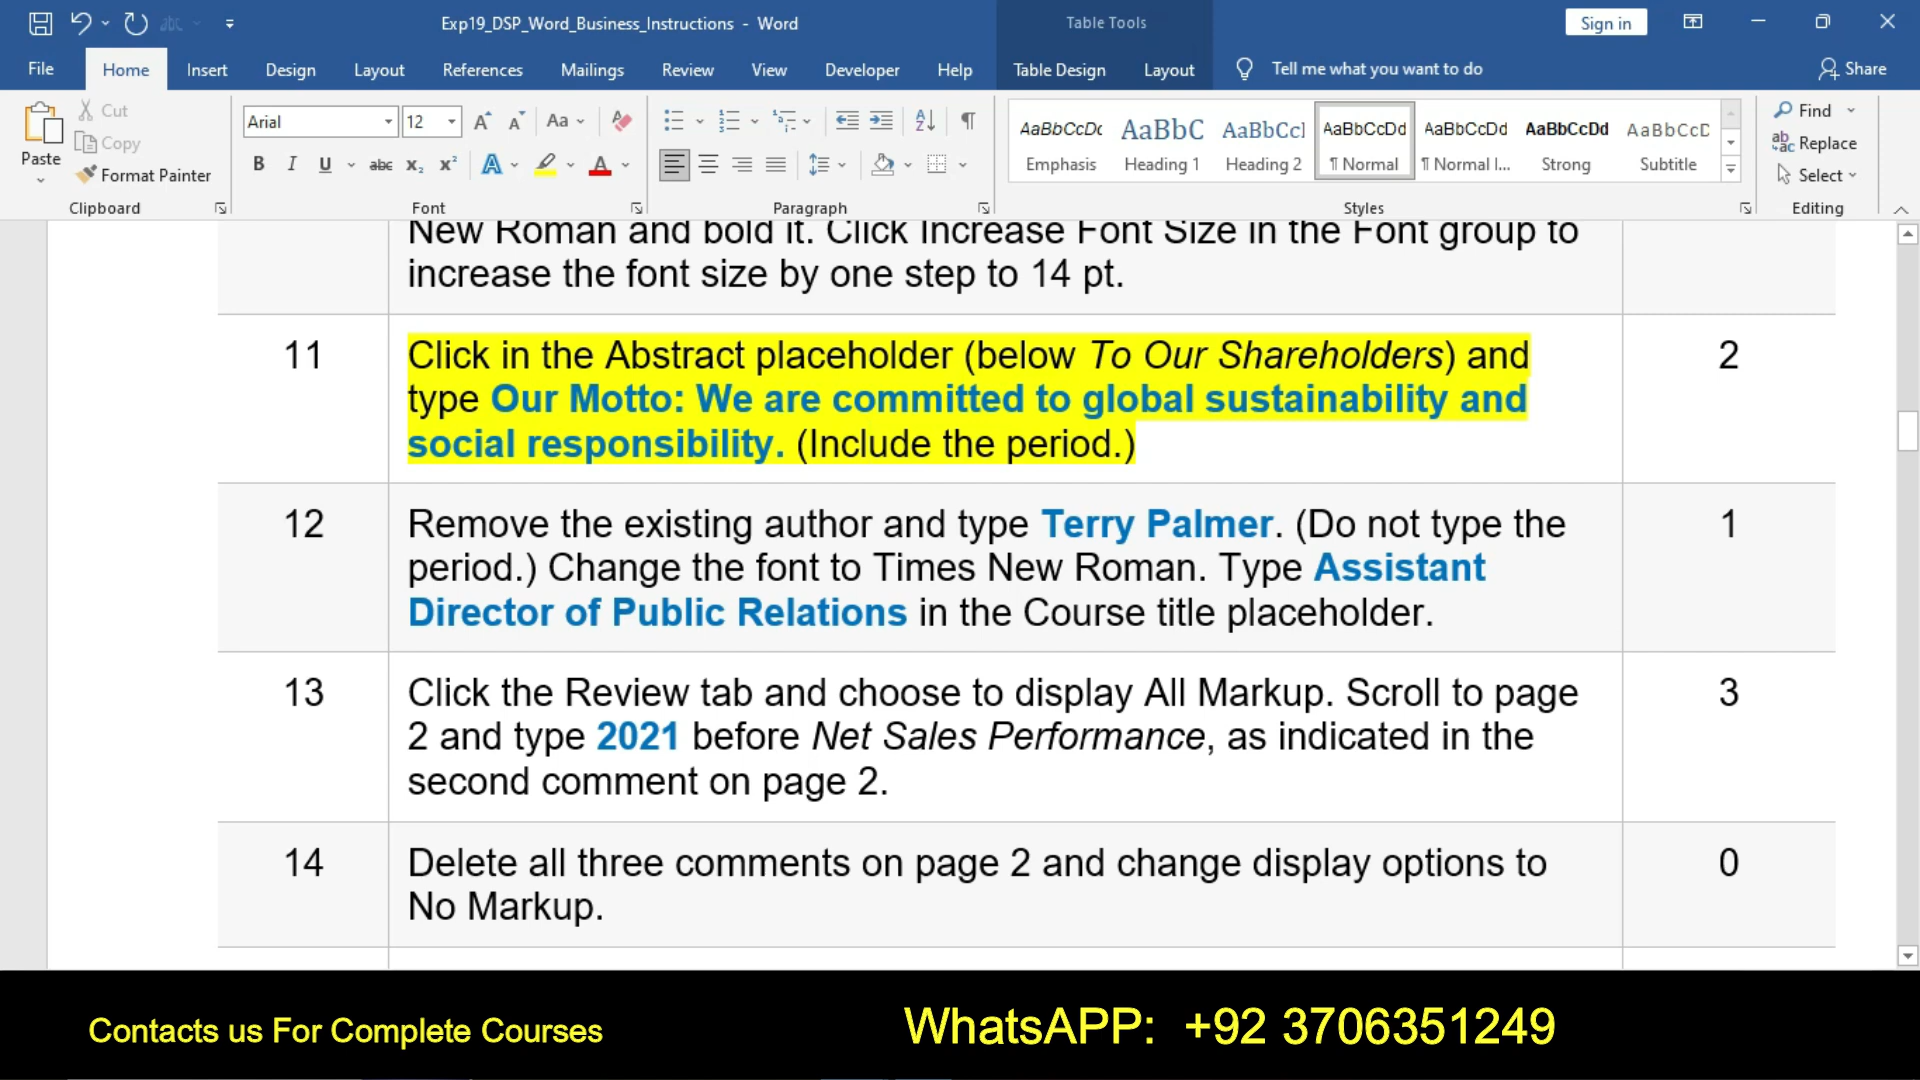 Exp19_DSP_Word_Business_Instructions - Word
Table Tools
Sign in
File Home Insert Design Layout References Mailings Review View Developer Help Table Design Layout Tell me what you want to do Share
Paste
Cut
Copy
Format Painter
Clipboard
Arial 12
Aa
B I U abc x₂ x² A A
Font
Paragraph
AaBbCcDc AaBbC AaBbCcl AaBbCcDd AaBbCcDd AaBbCcDd AaBbCcD
Emphasis Heading 1 Heading 2 ¶ Normal ¶ Normal I... Strong Subtitle
Styles
Find
Replace
Select
Editing
New Roman and bold it. Click Increase Font Size in the Font group to
increase the font size by one step to 14 pt.
11 Click in the Abstract placeholder (below To Our Shareholders) and 2
type Our Motto: We are committed to global sustainability and
social responsibility. (Include the period.)
12 Remove the existing author and type Terry Palmer. (Do not type the 1
period.) Change the font to Times New Roman. Type Assistant
Director of Public Relations in the Course title placeholder.
13 Click the Review tab and choose to display All Markup. Scroll to page 3
2 and type 2021 before Net Sales Performance, as indicated in the
second comment on page 2.
14 Delete all three comments on page 2 and change display options to 0
No Markup.
Contacts us For Complete Courses
WhatsAPP: +92 3706351249